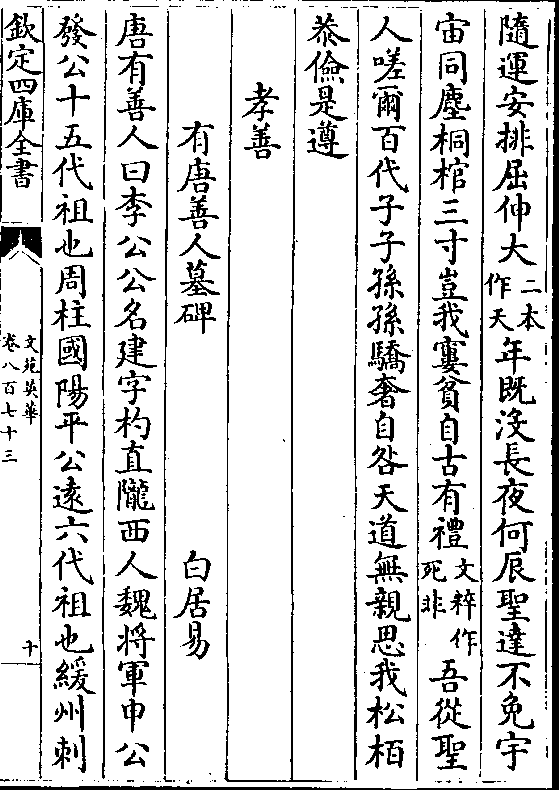 隨運安排屈伸大二本作天年既沒長夜何辰聖達不免宇
宙同塵桐棺三寸豈我寠貧自古有禮文粹作死非吾從聖
人嗟爾百代子子孫孫驕奢自咎天道無親思我松柏
恭儉是遵
孝善
有唐善人墓碑 白居易
唐有善人曰李公公名建字杓直隴西人魏将軍申公
發公十五代祖也周柱國陽平公遠六代祖也綏州刺
欽定四庫全書
文苑英華
卷八百七十三
十